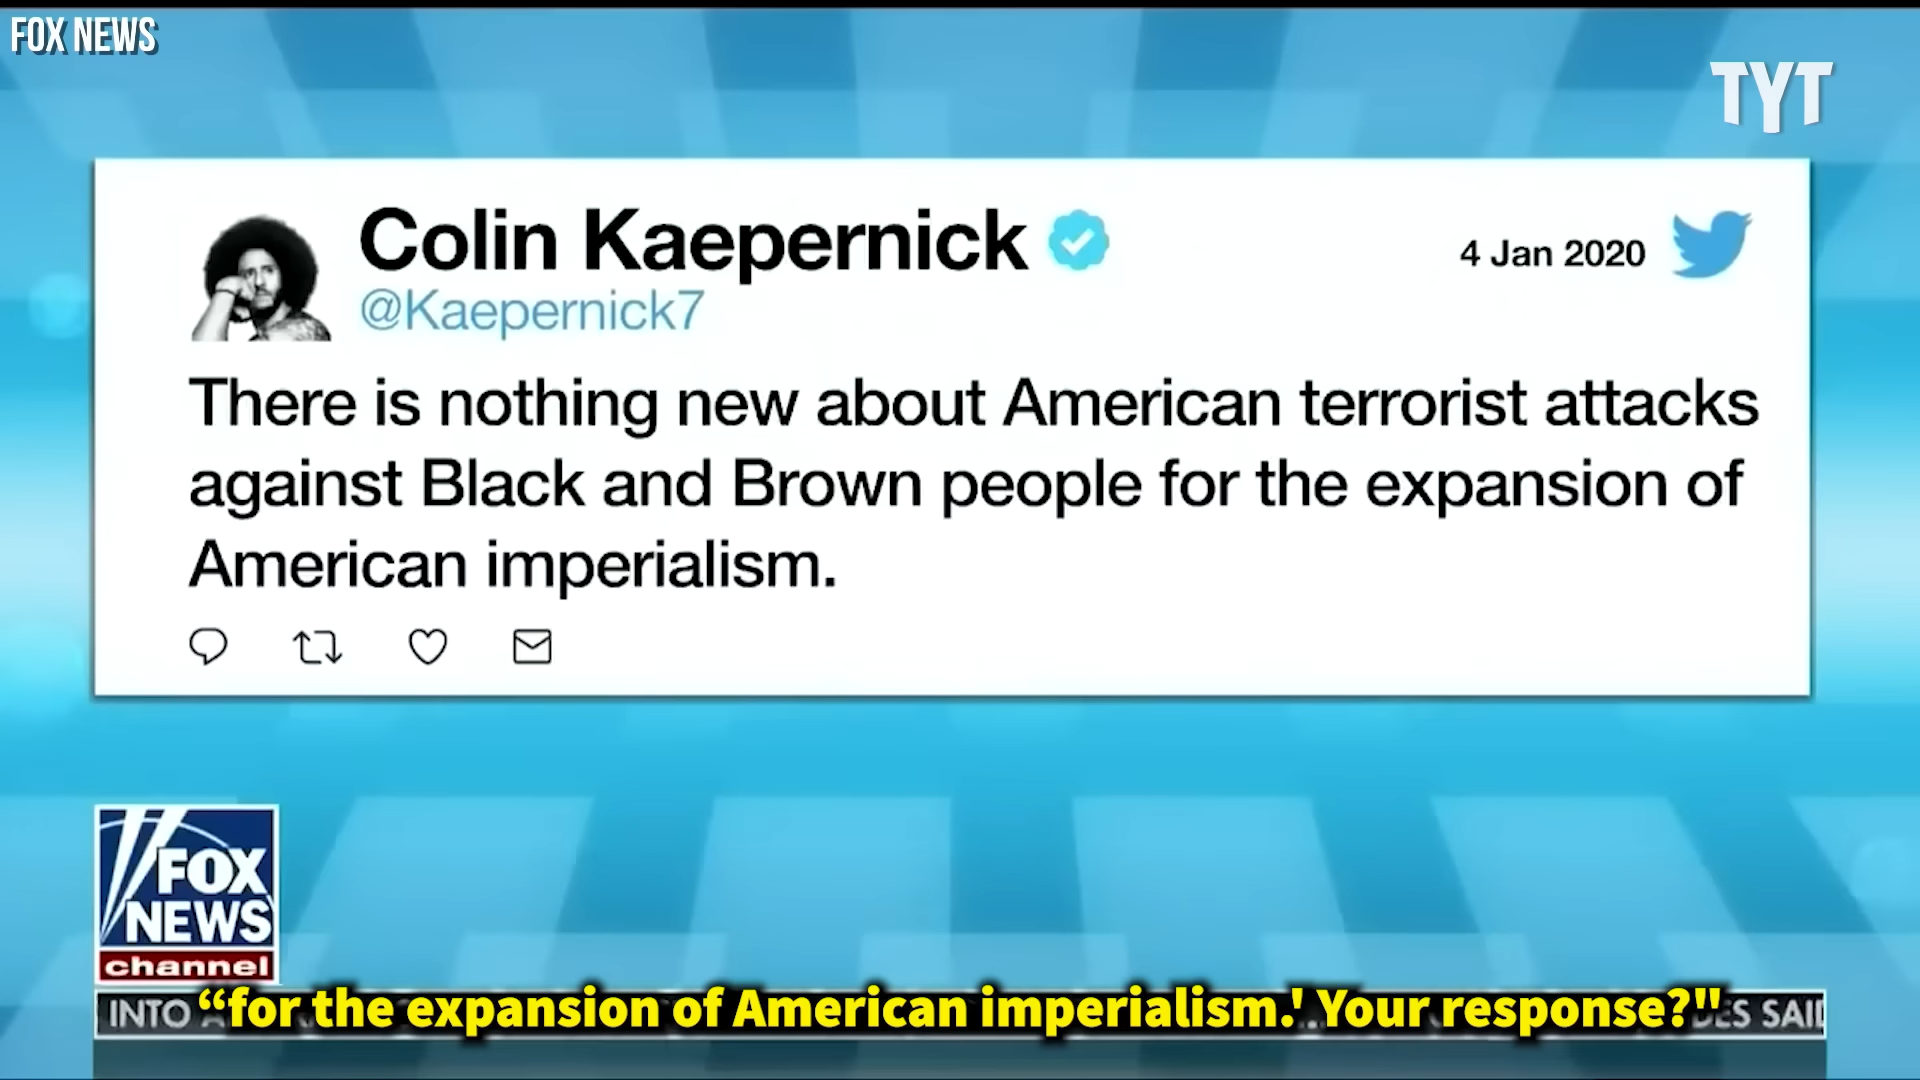 FOX NEWS
TYT
Colin Kaepernick
4 Jan 2020
@Kaepernick7
There is nothing new about American terrorist attacks
against Black and Brown people for the expansion of
American imperialism.
FOX
NEWS
channel
INTO
“for the expansion of American imperialism.' Your response?"
SAI